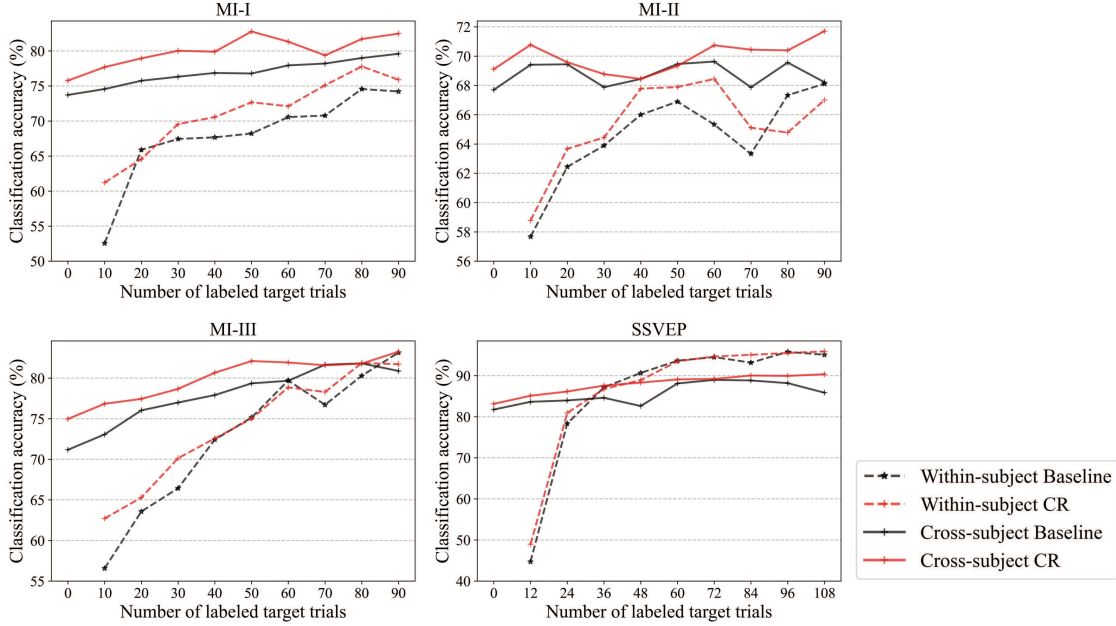 MI-I
Classification accuracy (%)
80
75
70
65
60
55
50
0 10 20 30 40 50 60 70 80 90
Number of labeled target trials
MI-II
Classification accuracy (%)
72
70
68
66
64
62
60
58
56
0 12 20 36 40 50 60 70 80 90
Number of labeled target trials
MI-III
Classification accuracy (%)
80
75
70
65
60
55
0 10 20 30 40 50 60 70 80 90
Number of labeled target trials
SSVEP
Classification accuracy (%)
90
80
70
60
50
40
0 12 24 36 48 60 72 84 96 108
Number of labeled target trials
Within-subject Baseline
Within-subject CR
Cross-subject Baseline
Cross-subject CR